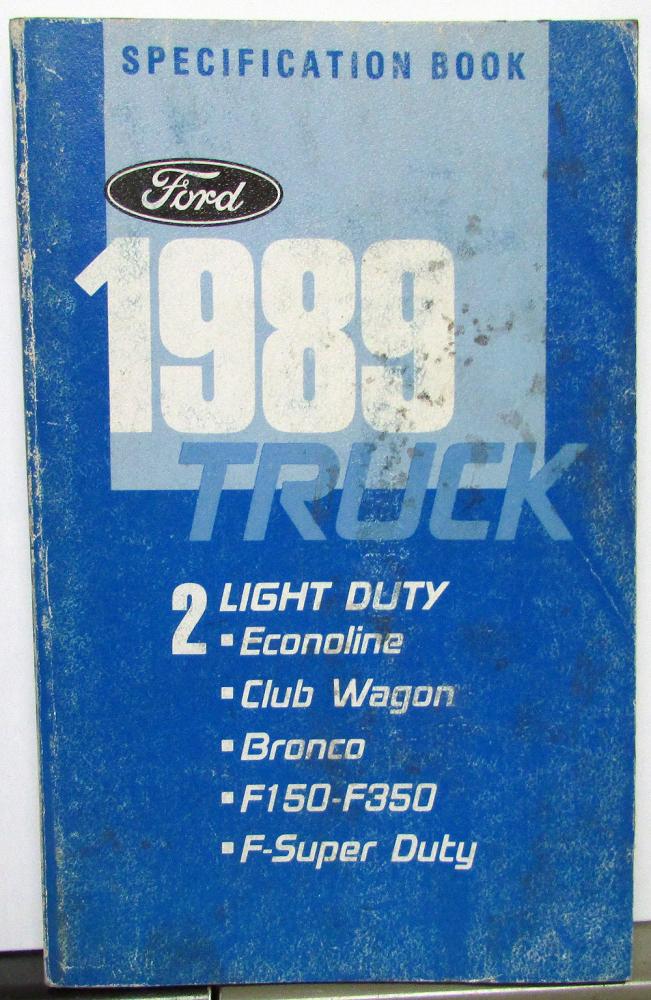 SPECIFICATION BOOK
Ford
1989
TRUCK
2 LIGHT DUTY
▪ Econoline
▪ Club Wagon
▪ Bronco
▪ F150-F350
▪ F-Super Duty